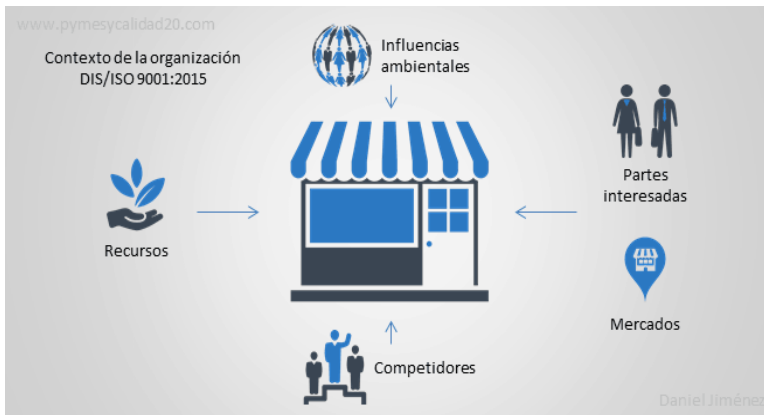 www.pymesycalidad20.com
Contexto de la organización
DIS/ISO 9001:2015
Influencias
ambientales
Partes
interesadas
Recursos
Mercados
Competidores
Daniel Jiménez